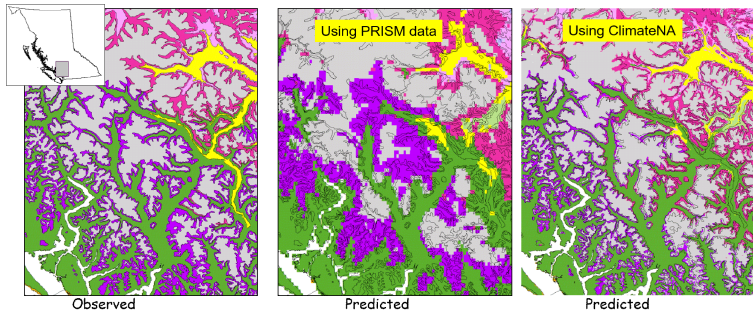 Using PRISM data
Using ClimateNA
Observed
Predicted
Predicted